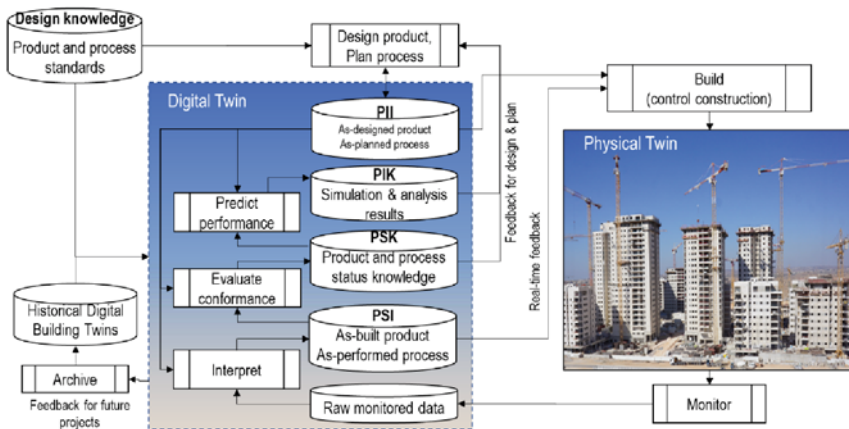 Design knowledge
Product and process
standards
Design product,
Plan process
Build
(control construction)
Digital Twin
PII
As-designed product
As-planned process
PIK
Simulation & analysis
results
Predict
performance
PSK
Product and process
status knowledge
Evaluate
conformance
PSI
As-built product
As-performed process
Interpret
Raw monitored data
Feedback for design & plan
Real-time feedback
Physical Twin
Monitor
Historical Digital
Building Twins
Archive
Feedback for future
projects